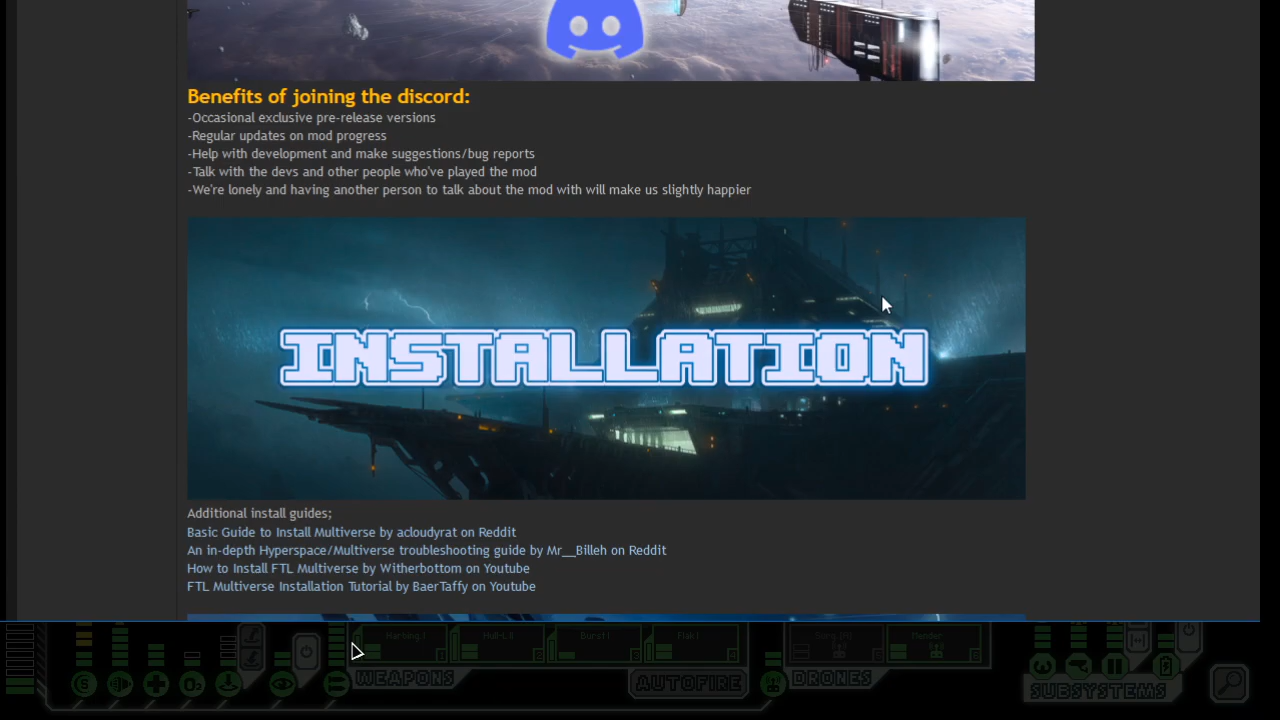 Benefits of joining the discord:
-Occasional exclusive pre-release versions
-Regular updates on mod progress
-Help with development and make suggestions/bug reports
-Talk with the devs and other people who've played the mod
-We're lonely and having another person to talk about the mod with will make us slightly happier
INSTALLATION
Additional install guides;
Basic Guide to Install Multiverse by acloudyrat on Reddit
An in-depth Hyperspace/Multiverse troubleshooting guide by Mr__Billeh on Reddit
How to Install FTL Multiverse by Witherbottom on Youtube
FTL Multiverse Installation Tutorial by BaerTaffy on Youtube
Burst I Flak I Mender
WEAPONS AUTOFIRE DRONES SUBSYSTEMS